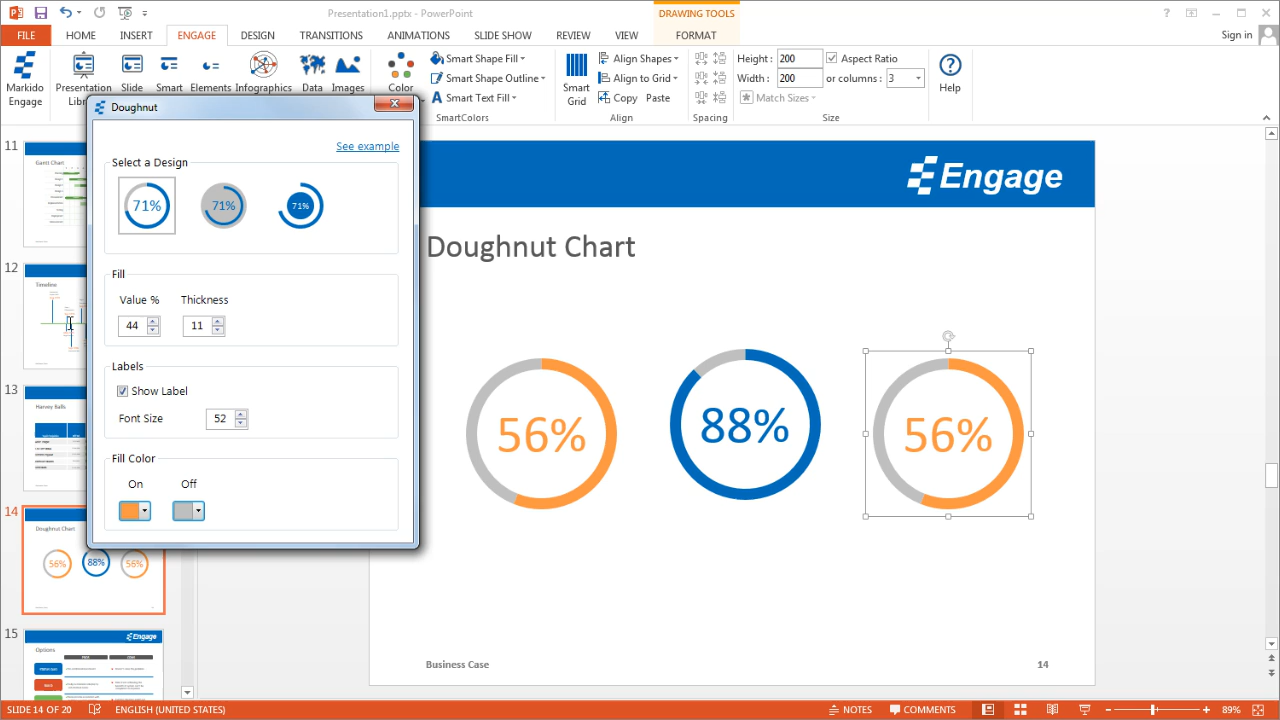 Presentation1.pptx - PowerPoint
DRAWING TOOLS
Sign in
FILE
HOME
INSERT
ENGAGE
DESIGN
TRANSITIONS
ANIMATIONS
SLIDE SHOW
REVIEW
VIEW
FORMAT
Markido
Engage
Presentation
Slide
Smart
Elements
Infographics
Data
Images
Color
Smart Shape Fill
Smart Shape Outline
Smart Text Fill
SmartColors
Smart
Grid
Align Shapes
Align to Grid
Copy Paste
Align
Spacing
Height: 200
Width: 200
Aspect Ratio
or columns: 3
Match Sizes
Size
Help
Doughnut
See example
Select a Design
71%
71%
71%
Fill
Value %
Thickness
44
11
Labels
Show Label
Font Size
52
Fill Color
On
Off
11
Gantt Chart
12
Timeline
13
Harvey Balls
14
Doughnut Chart
56%
88%
56%
15
Engage
Options
Engage
Doughnut Chart
56%
88%
56%
Business Case
14
SLIDE 14 OF 20
ENGLISH (UNITED STATES)
NOTES
COMMENTS
89%